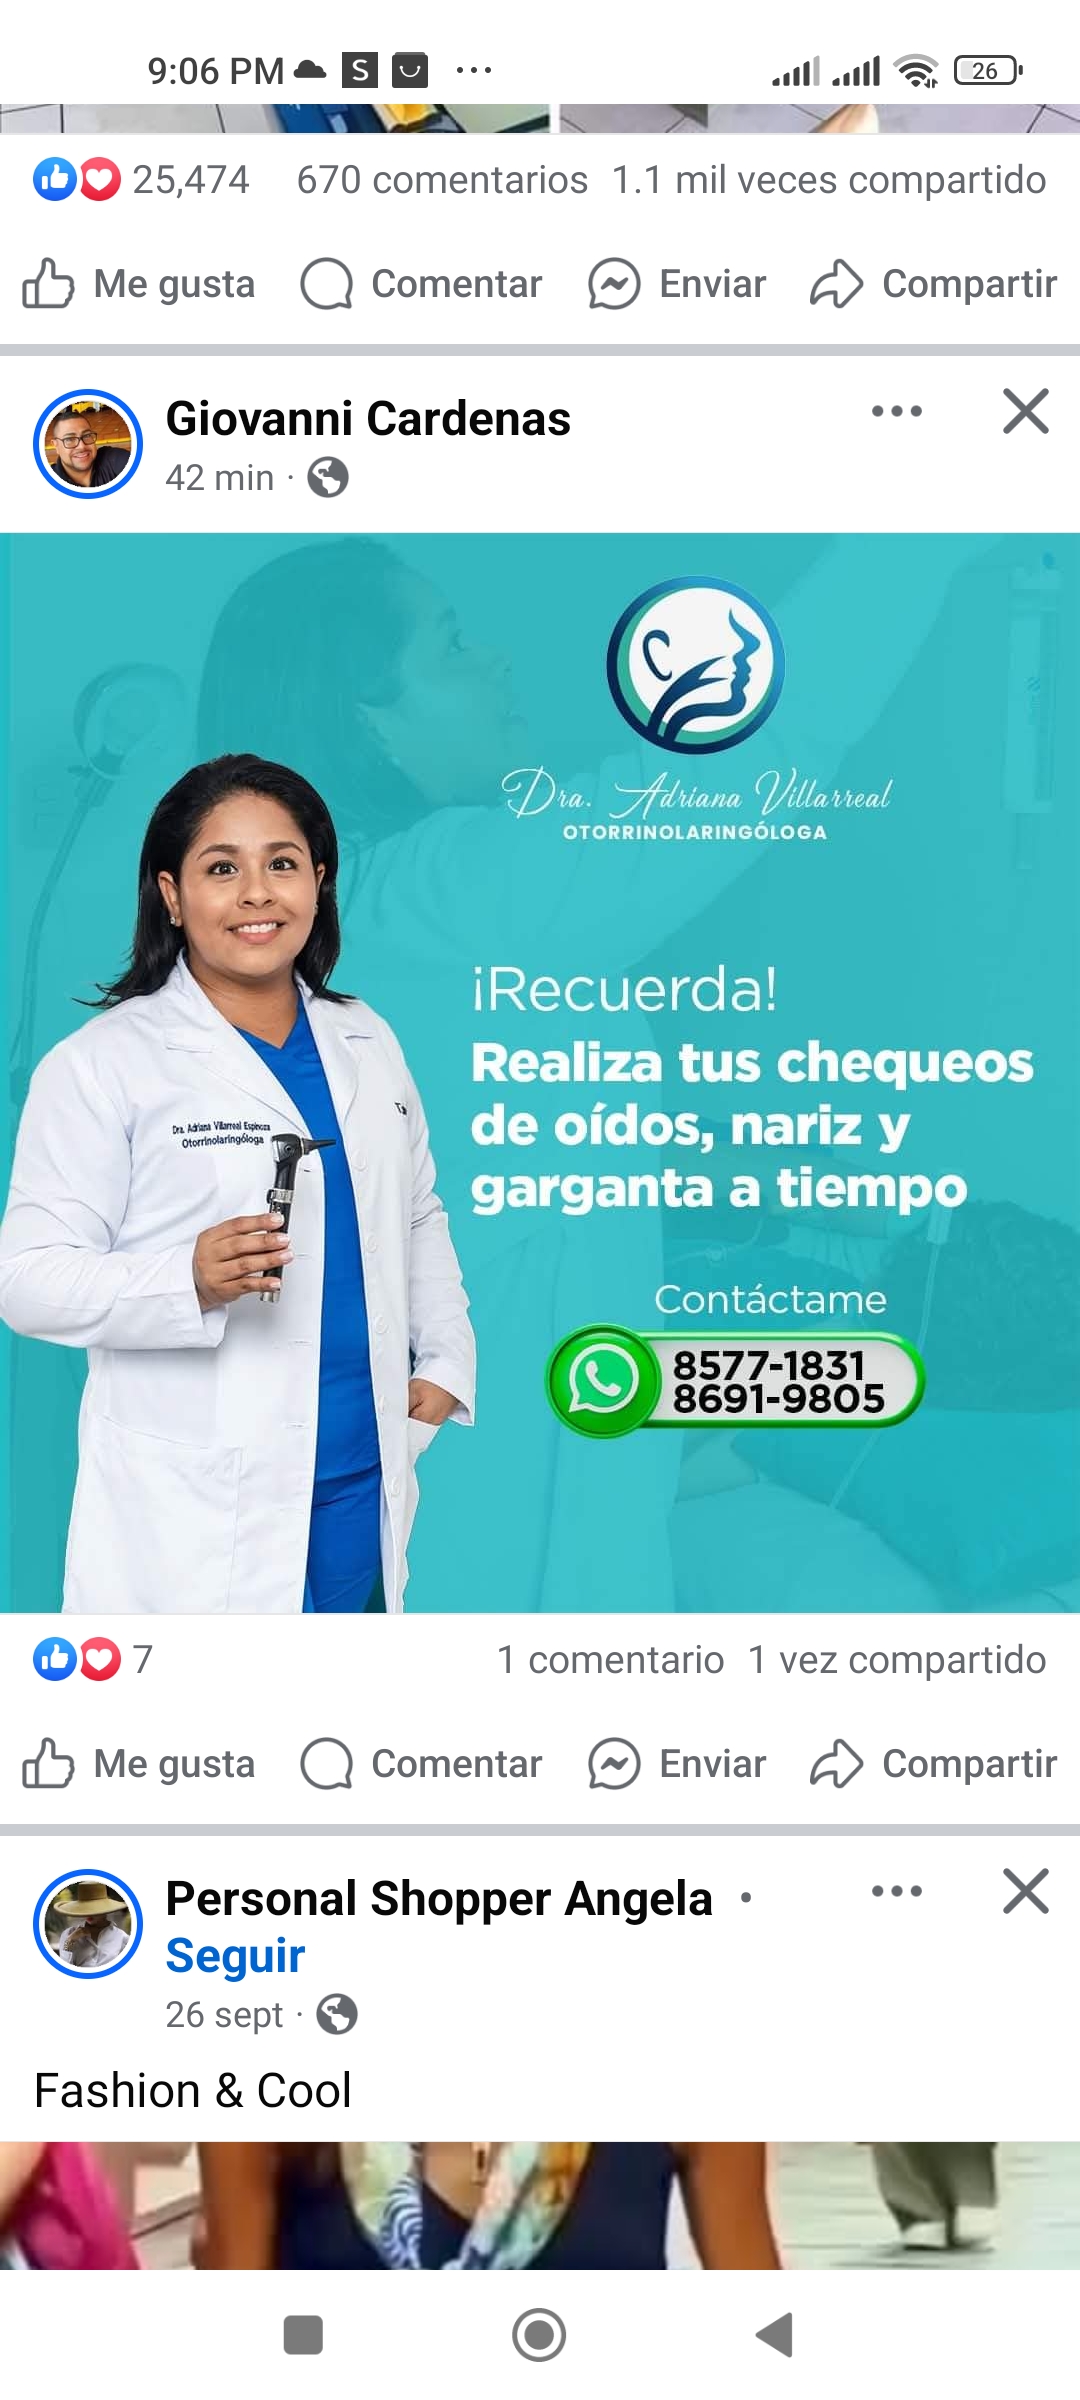 9:06 PM S 26
25,474 670 comentarios 1.1 mil veces compartido
Me gusta Comentar Enviar Compartir
Giovanni Cardenas
42 min ·
Dra. Adriana Villarreal
OTORRINOLARINGÓLOGA
¡Recuerda!
Realiza tus chequeos
de oídos, nariz y
garganta a tiempo
Dra. Adriana Villarreal Espinoza
Otorrinolaringóloga
Contáctame
8577-1831
8691-9805
7 1 comentario 1 vez compartido
Me gusta Comentar Enviar Compartir
Personal Shopper Angela •
Seguir
26 sept ·
Fashion & Cool